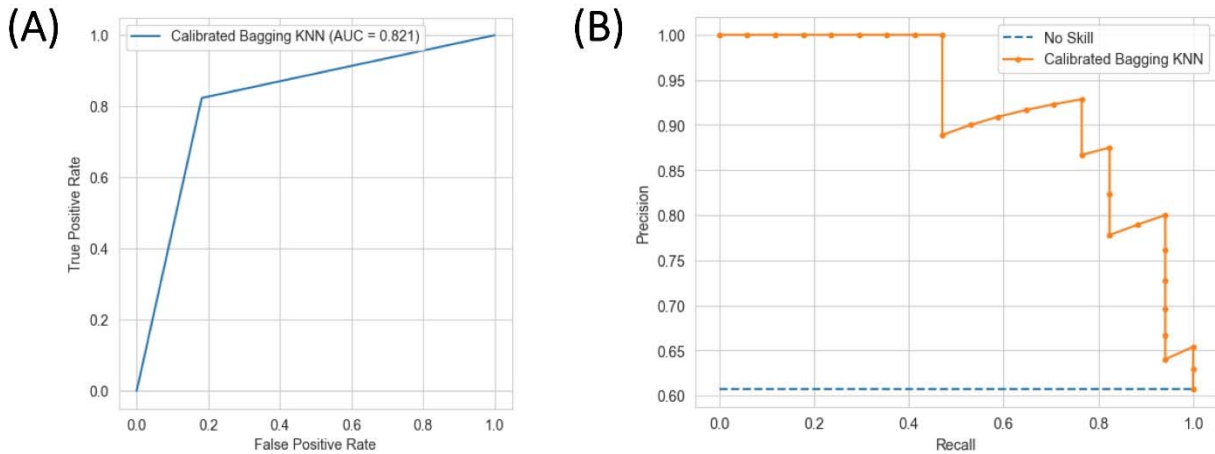 (A)
Calibrated Bagging KNN (AUC = 0.821)
1.0
0.8
0.6
0.4
0.2
0.0
True Positive Rate
0.0 0.2 0.4 0.6 0.8 1.0
False Positive Rate
(B)
No Skill
Calibrated Bagging KNN
1.00
0.95
0.90
0.85
0.80
0.75
0.70
0.65
0.60
Precision
0.0 0.2 0.4 0.6 0.8 1.0
Recall